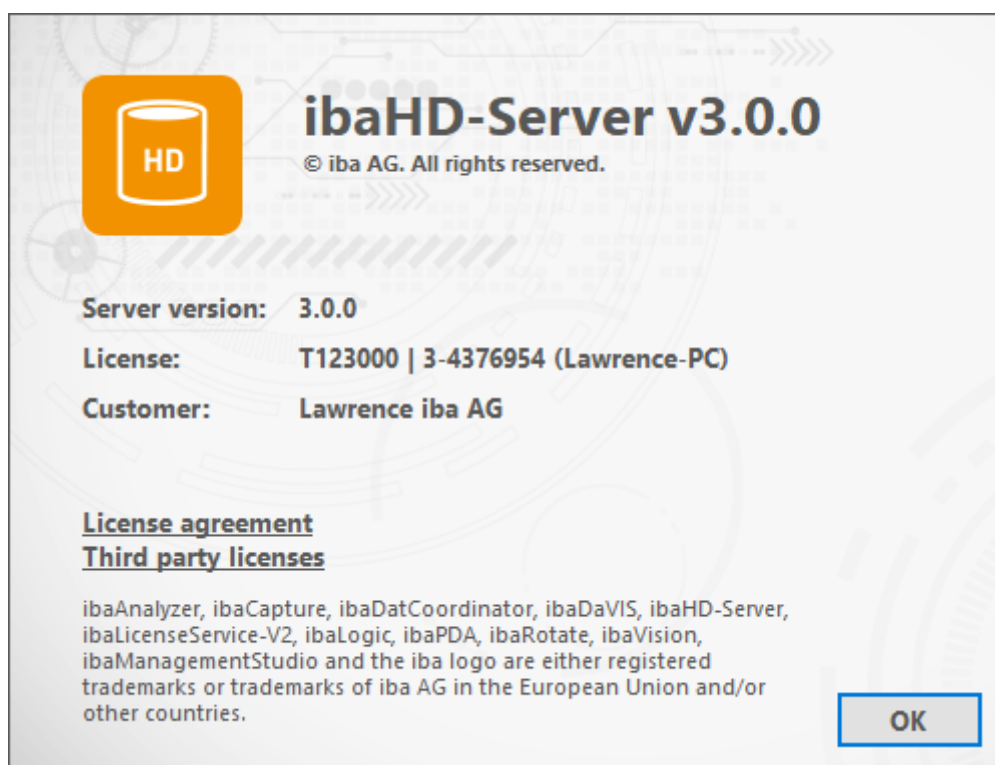 HD
ibaHD-Server v3.0.0
© iba AG. All rights reserved.
Server version: 3.0.0
License: T123000 | 3-4376954 (Lawrence-PC)
Customer: Lawrence iba AG
License agreement
Third party licenses
ibaAnalyzer, ibaCapture, ibaDatCoordinator, ibaDaVIS, ibaHD-Server,
ibaLicenseService-V2, ibaLogic, ibaPDA, ibaRotate, ibaVision,
ibaManagementStudio and the iba logo are either registered
trademarks or trademarks of iba AG in the European Union and/or
other countries.
OK